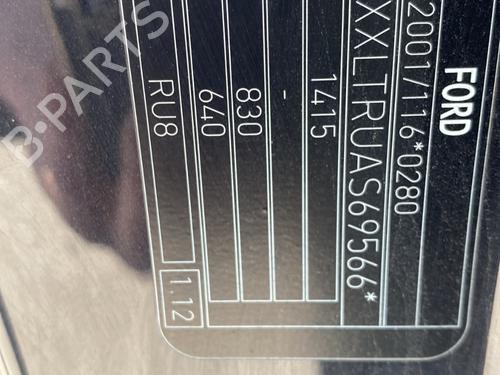 FORD
2001/116*0280
XXLTRUAS69566*
1415
-
830
640
RU8 1.12
B-PARTS